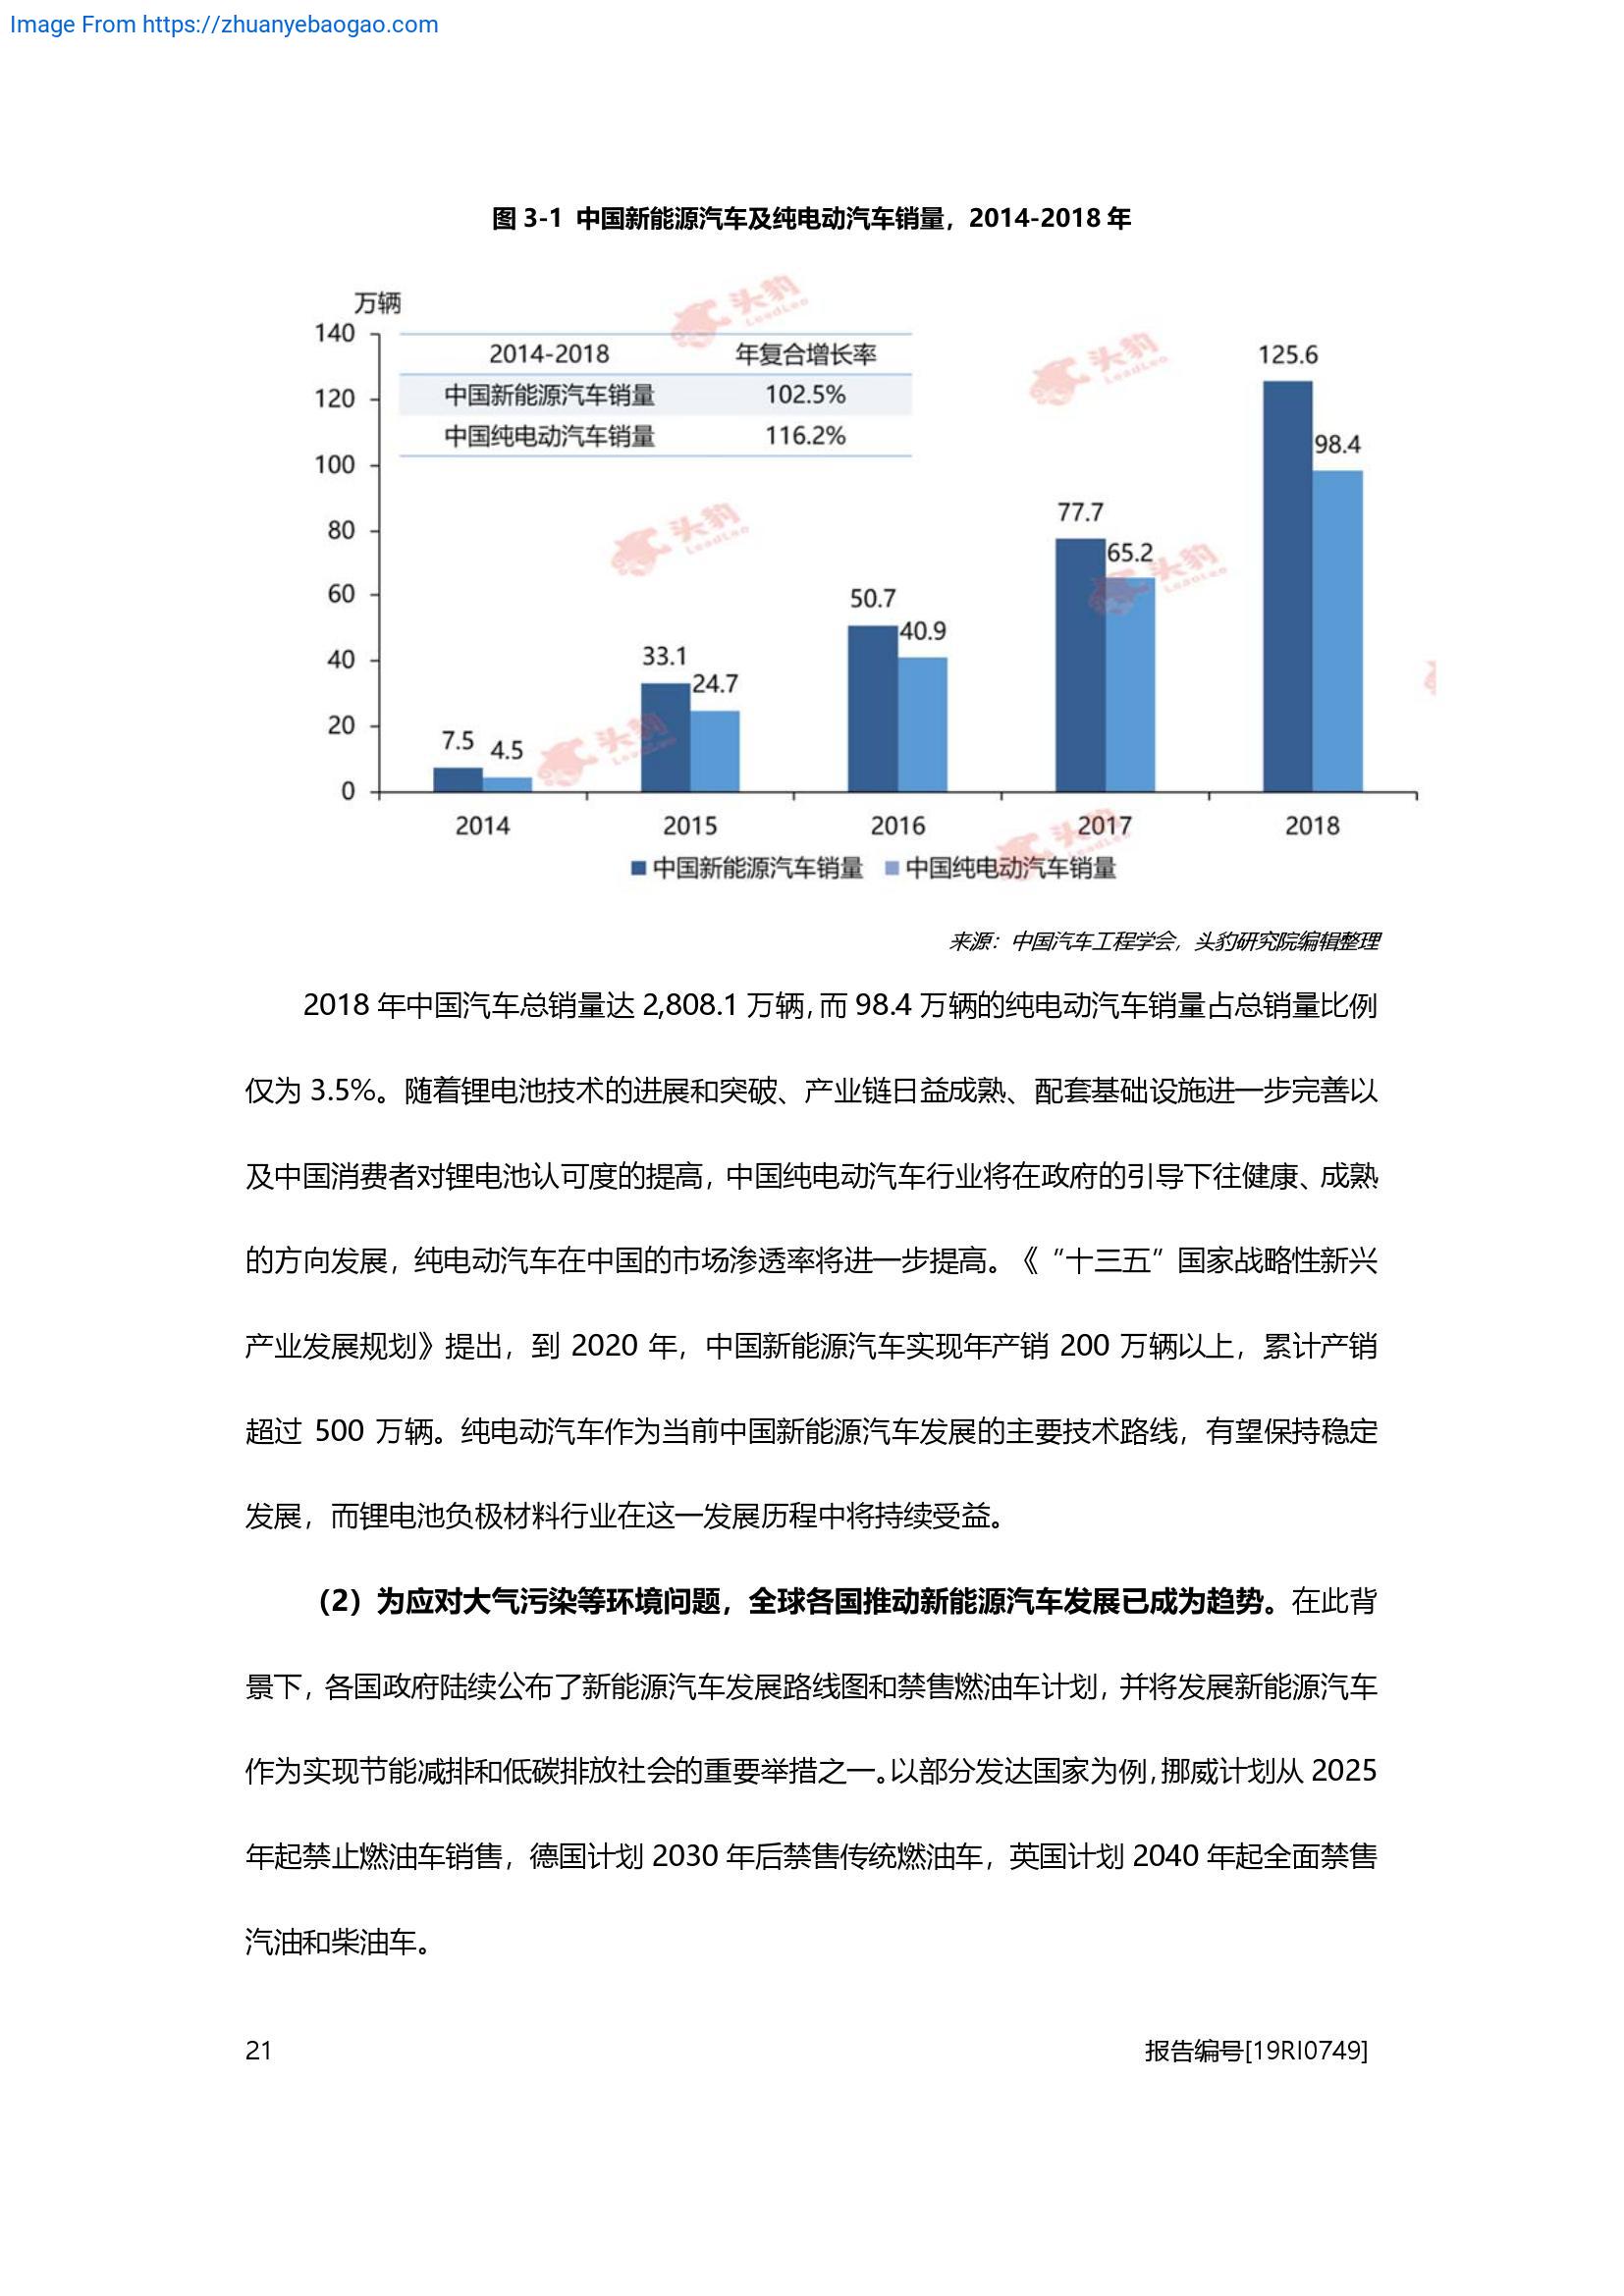 Image From https://zhuanyebaogao.com
图 3-1 中国新能源汽车及纯电动汽车销量，2014-2018 年
万辆
140
120
100
80
60
40
20
0
2014-2018 年复合增长率
中国新能源汽车销量 102.5%
中国纯电动汽车销量 116.2%
7.5 4.5
33.1 24.7
50.7 40.9
77.7 65.2
125.6 98.4
2014 2015 2016 2017 2018
中国新能源汽车销量 中国纯电动汽车销量
头豹
LeadLeo
头豹
LeadLeo
头豹
LeadLeo
头豹
LeadLeo
头豹
LeadLeo
头豹
LeadLeo
来源：中国汽车工程学会，头豹研究院编辑整理
2018 年中国汽车总销量达 2,808.1 万辆，而 98.4 万辆的纯电动汽车销量占总销量比例
仅为 3.5%。随着锂电池技术的进展和突破、产业链日益成熟、配套基础设施进一步完善以
及中国消费者对锂电池认可度的提高，中国纯电动汽车行业将在政府的引导下往健康、成熟
的方向发展，纯电动汽车在中国的市场渗透率将进一步提高。《“十三五”国家战略性新兴
产业发展规划》提出，到 2020 年，中国新能源汽车实现年产销 200 万辆以上，累计产销
超过 500 万辆。纯电动汽车作为当前中国新能源汽车发展的主要技术路线，有望保持稳定
发展，而锂电池负极材料行业在这一发展历程中将持续受益。
（2）为应对大气污染等环境问题，全球各国推动新能源汽车发展已成为趋势。在此背
景下，各国政府陆续公布了新能源汽车发展路线图和禁售燃油车计划，并将发展新能源汽车
作为实现节能减排和低碳排放社会的重要举措之一。以部分发达国家为例，挪威计划从 2025
年起禁止燃油车销售，德国计划 2030 年后禁售传统燃油车，英国计划 2040 年起全面禁售
汽油和柴油车。
21 报告编号[19RI0749]